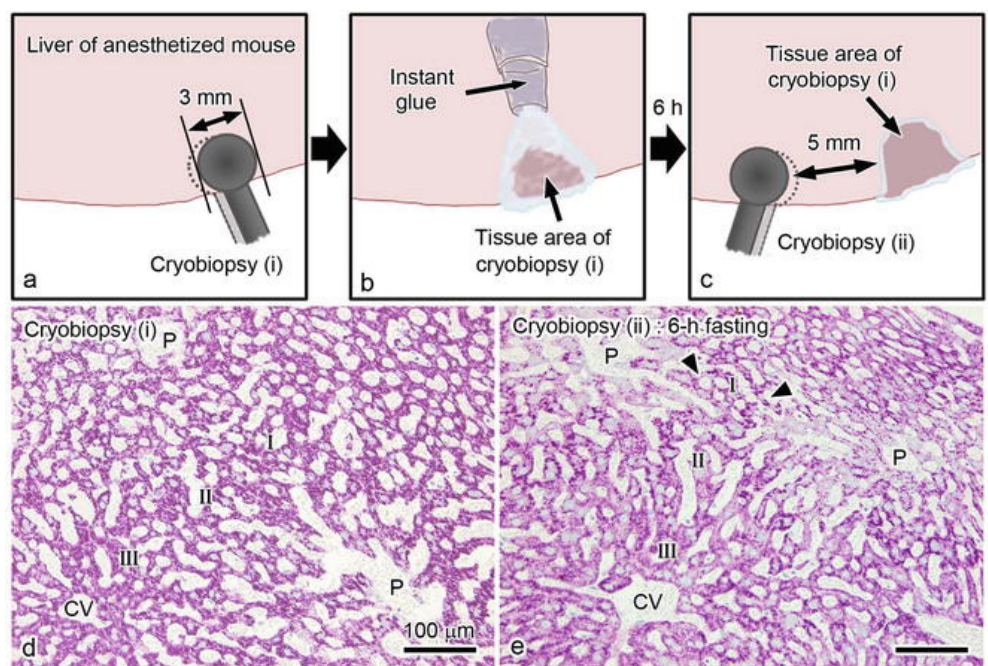 Liver of anesthetized mouse
3 mm
Cryobiopsy (i)
a
Instant
glue
Tissue area of
cryobiopsy (i)
b
6 h
Tissue area of
cryobiopsy (i)
5 mm
Cryobiopsy (ii)
c
Cryobiopsy (i)
P
I
II
III
P
CV
100 μm
d
Cryobiopsy (ii) : 6-h fasting
P
I
II
P
III
CV
e